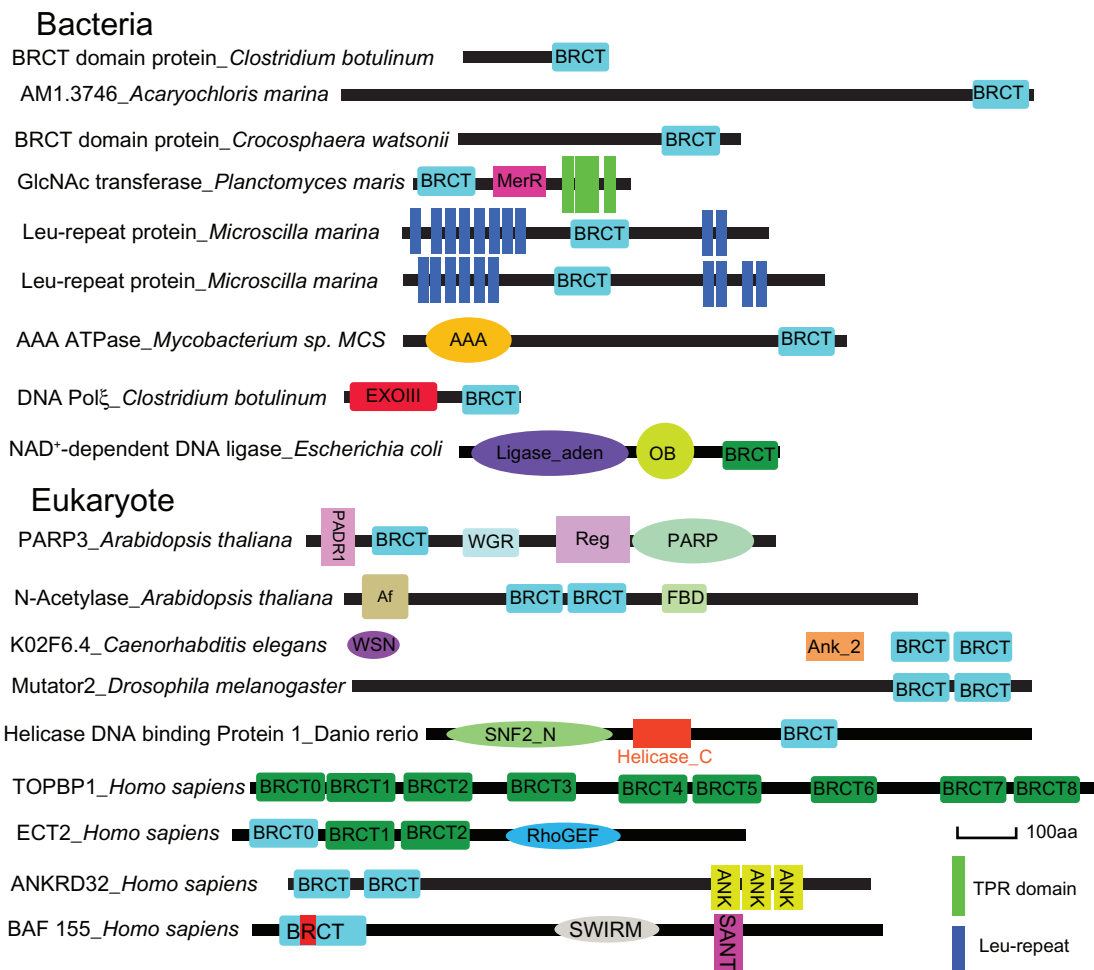 Bacteria
BRCT domain protein_Clostridium botulinum BRCT
AM1.3746_Acaryochloris marina BRCT
BRCT domain protein_Crocosphaera watsonii BRCT
GlcNAc transferase_Planctomyces maris BRCT MerR
Leu-repeat protein_Microscilla marina BRCT
Leu-repeat protein_Microscilla marina BRCT
AAA ATPase_Mycobacterium sp. MCS AAA BRCT
DNA Polξ_Clostridium botulinum EXOIII BRCT
NAD⁺-dependent DNA ligase_Escherichia coli Ligase_aden OB BRCT
Eukaryote
PARP3_Arabidopsis thaliana PADR1 BRCT WGR Reg PARP
N-Acetylase_Arabidopsis thaliana Af BRCT BRCT FBD
K02F6.4_Caenorhabditis elegans WSN Ank_2 BRCT BRCT
Mutator2_Drosophila melanogaster BRCT BRCT
Helicase DNA binding Protein 1_Danio rerio SNF2_N BRCT
Helicase_C
TOPBP1_Homo sapiens BRCT0 BRCT1 BRCT2 BRCT3 BRCT4 BRCT5 BRCT6 BRCT7 BRCT8
ECT2_Homo sapiens BRCT0 BRCT1 BRCT2 RhoGEF 100aa
ANKRD32_Homo sapiens BRCT BRCT ANK ANK ANK TPR domain
BAF 155_Homo sapiens BRCT SWIRM SANT Leu-repeat